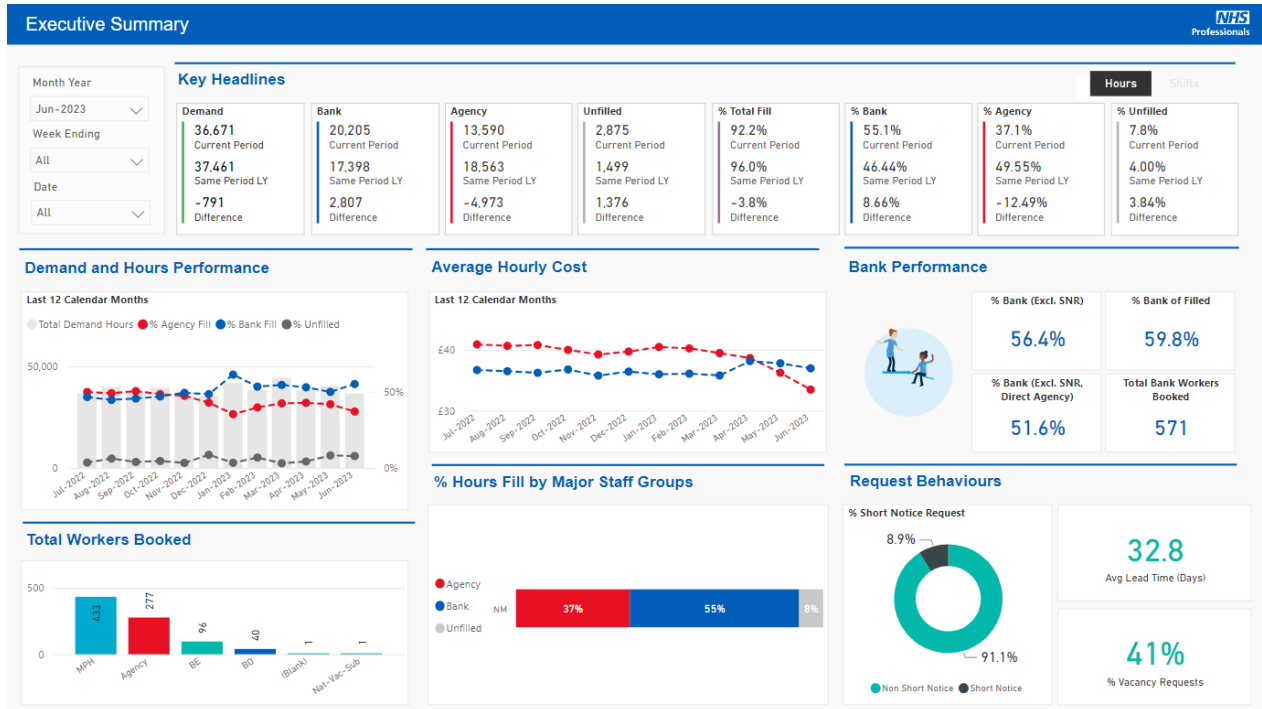 Executive Summary
NHS
Professionals
Month Year
Jun-2023
Week Ending
All
Date
All
Key Headlines
Hours
Shifts
Demand
36,671
Current Period
37,461
Same Period LY
-791
Difference
Bank
20,205
Current Period
17,398
Same Period LY
2,807
Difference
Agency
13,590
Current Period
18,563
Same Period LY
-4,973
Difference
Unfilled
2,875
Current Period
1,499
Same Period LY
1,376
Difference
% Total Fill
92.2%
Current Period
96.0%
Same Period LY
-3.8%
Difference
% Bank
55.1%
Current Period
46.44%
Same Period LY
8.66%
Difference
% Agency
37.1%
Current Period
49.55%
Same Period LY
-12.49%
Difference
% Unfilled
7.8%
Current Period
4.00%
Same Period LY
3.84%
Difference
Demand and Hours Performance
Last 12 Calendar Months
Total Demand Hours % Agency Fill % Bank Fill % Unfilled
50,000
50%
0
0%
Jul-2022
Aug-2022
Sep-2022
Oct-2022
Nov-2022
Dec-2022
Jan-2023
Feb-2023
Mar-2023
Apr-2023
May-2023
Jun-2023
Average Hourly Cost
Last 12 Calendar Months
£40
£30
Jul-2022
Aug-2022
Sep-2022
Oct-2022
Nov-2022
Dec-2022
Jan-2023
Feb-2023
Mar-2023
Apr-2023
May-2023
Jun-2023
Bank Performance
% Bank (Excl. SNR)
56.4%
% Bank of Filled
59.8%
% Bank (Excl. SNR,
Direct Agency)
51.6%
Total Bank Workers
Booked
571
Total Workers Booked
500
0
433
277
96
40
1
1
MPH
Agency
BE
BO
(Blank)
Nat-Vac-Sub
% Hours Fill by Major Staff Groups
Agency
Bank
Unfilled
NM
37%
55%
8%
Request Behaviours
% Short Notice Request
8.9%
91.1%
Non Short Notice Short Notice
32.8
Avg Lead Time (Days)
41%
% Vacancy Requests